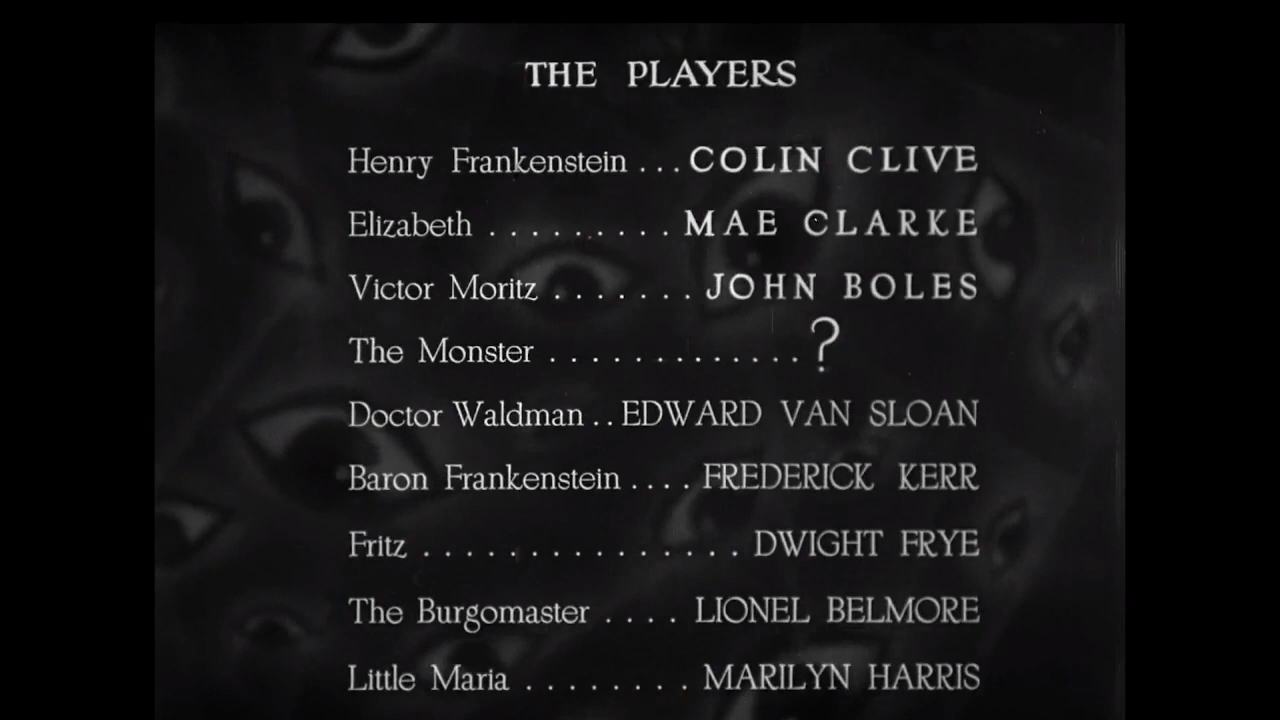 THE PLAYERS
Henry Frankenstein ... COLIN CLIVE
Elizabeth ......... MAE CLARKE
Victor Moritz ....... JOHN BOLES
The Monster ............. ?
Doctor Waldman .. EDWARD VAN SLOAN
Baron Frankenstein .... FREDERICK KERR
Fritz ............... DWIGHT FRYE
The Burgomaster .... LIONEL BELMORE
Little Maria ........ MARILYN HARRIS